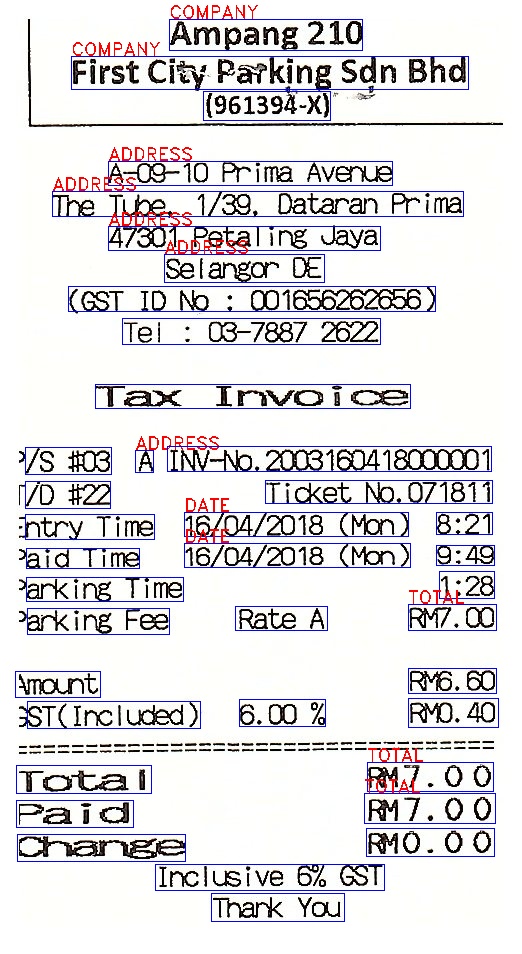 COMPANY
Ampang 210
COMPANY
First City Parking Sdn Bhd
(961394-X)
ADDRESS
A-09-10 Prima Avenue
ADDRESS
The Tube, 1/39, Dataran Prima
ADDRESS
47301 Petaling Jaya
ADDRESS
Selangor DE
(GST ID No : 001656262656)
Tel : 03-7887 2622
Tax Invoice
ADDRESS
P/S #03 A INV-No.2003160418000001
T/D #22 Ticket No.071811
DATE
Entry Time 16/04/2018 (Mon) 8:21
DATE
Paid Time 16/04/2018 (Mon) 9:49
Parking Time 1:28
TOTAL
Parking Fee Rate A RM7.00
Amount RM6.60
GST(Included) 6.00 % RM0.40
================================================
TOTAL
Total RM7.00
TOTAL
Paid RM7.00
Change RM0.00
Inclusive 6% GST
Thank You